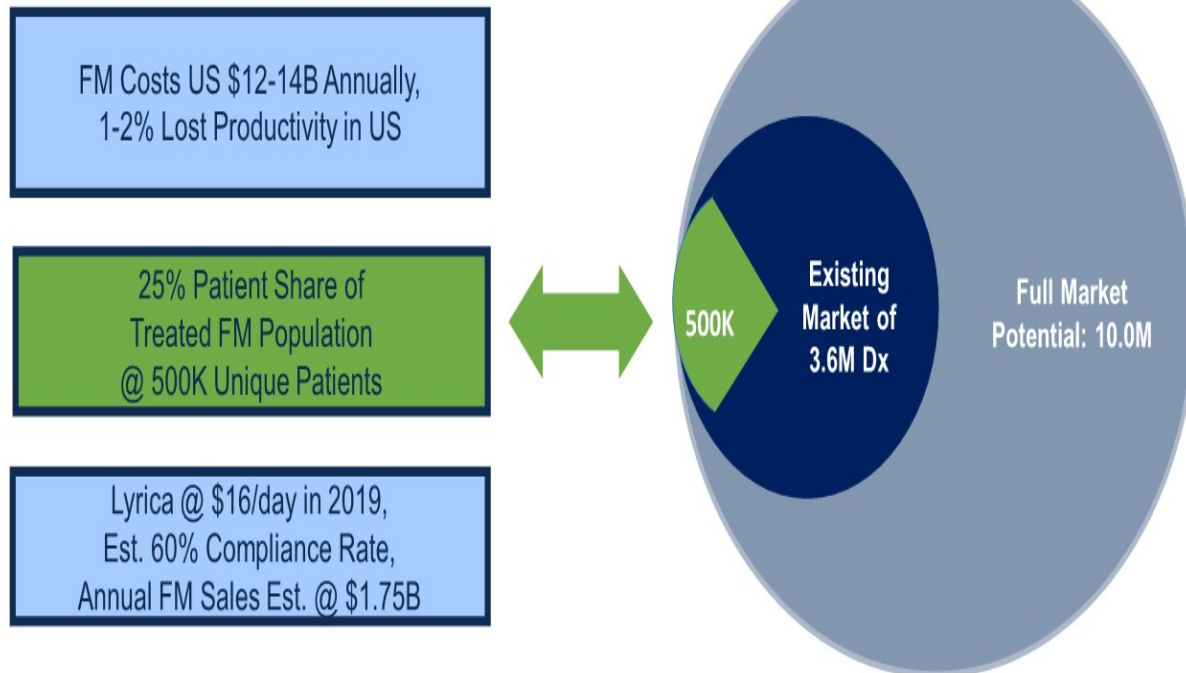 FM Costs US $12-14B Annually,
1-2% Lost Productivity in US
25% Patient Share of
Treated FM Population
@ 500K Unique Patients
Lyrica @ $16/day in 2019,
Est. 60% Compliance Rate,
Annual FM Sales Est. @ $1.75B
500K
Existing
Market of
3.6M Dx
Full Market
Potential: 10.0M